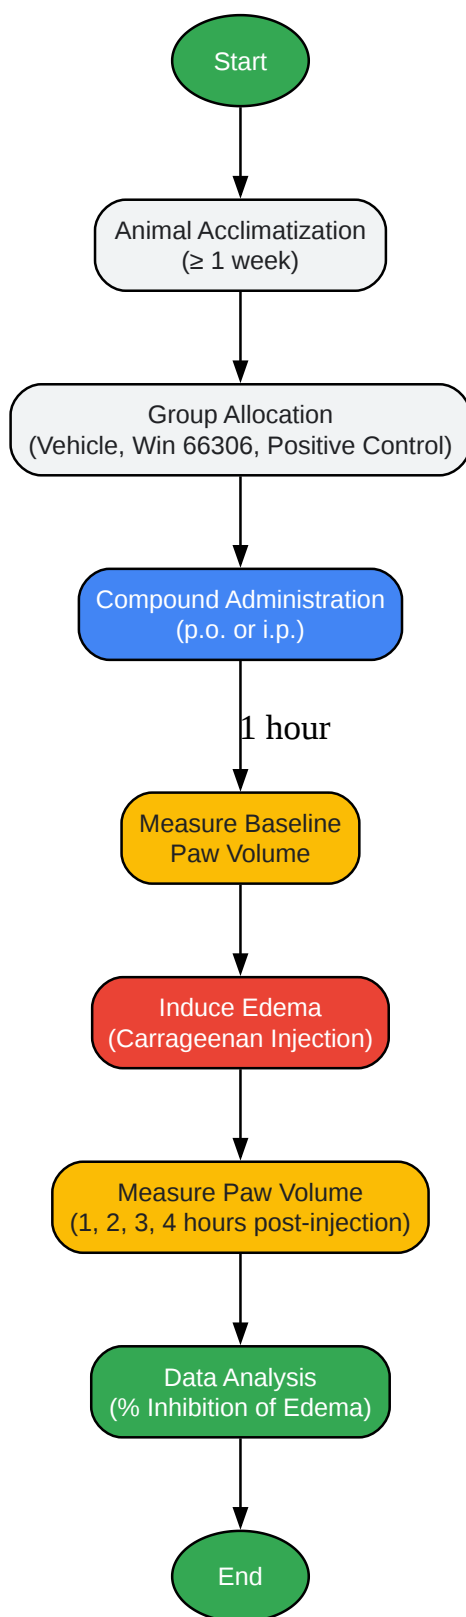 Start
Animal Acclimatization
(≥ 1 week)
Group Allocation
(Vehicle, Win 66306, Positive Control)
Compound Administration
(p.o. or i.p.)
1 hour
Measure Baseline
Paw Volume
Induce Edema
(Carrageenan Injection)
Measure Paw Volume
(1, 2, 3, 4 hours post-injection)
Data Analysis
(% Inhibition of Edema)
End